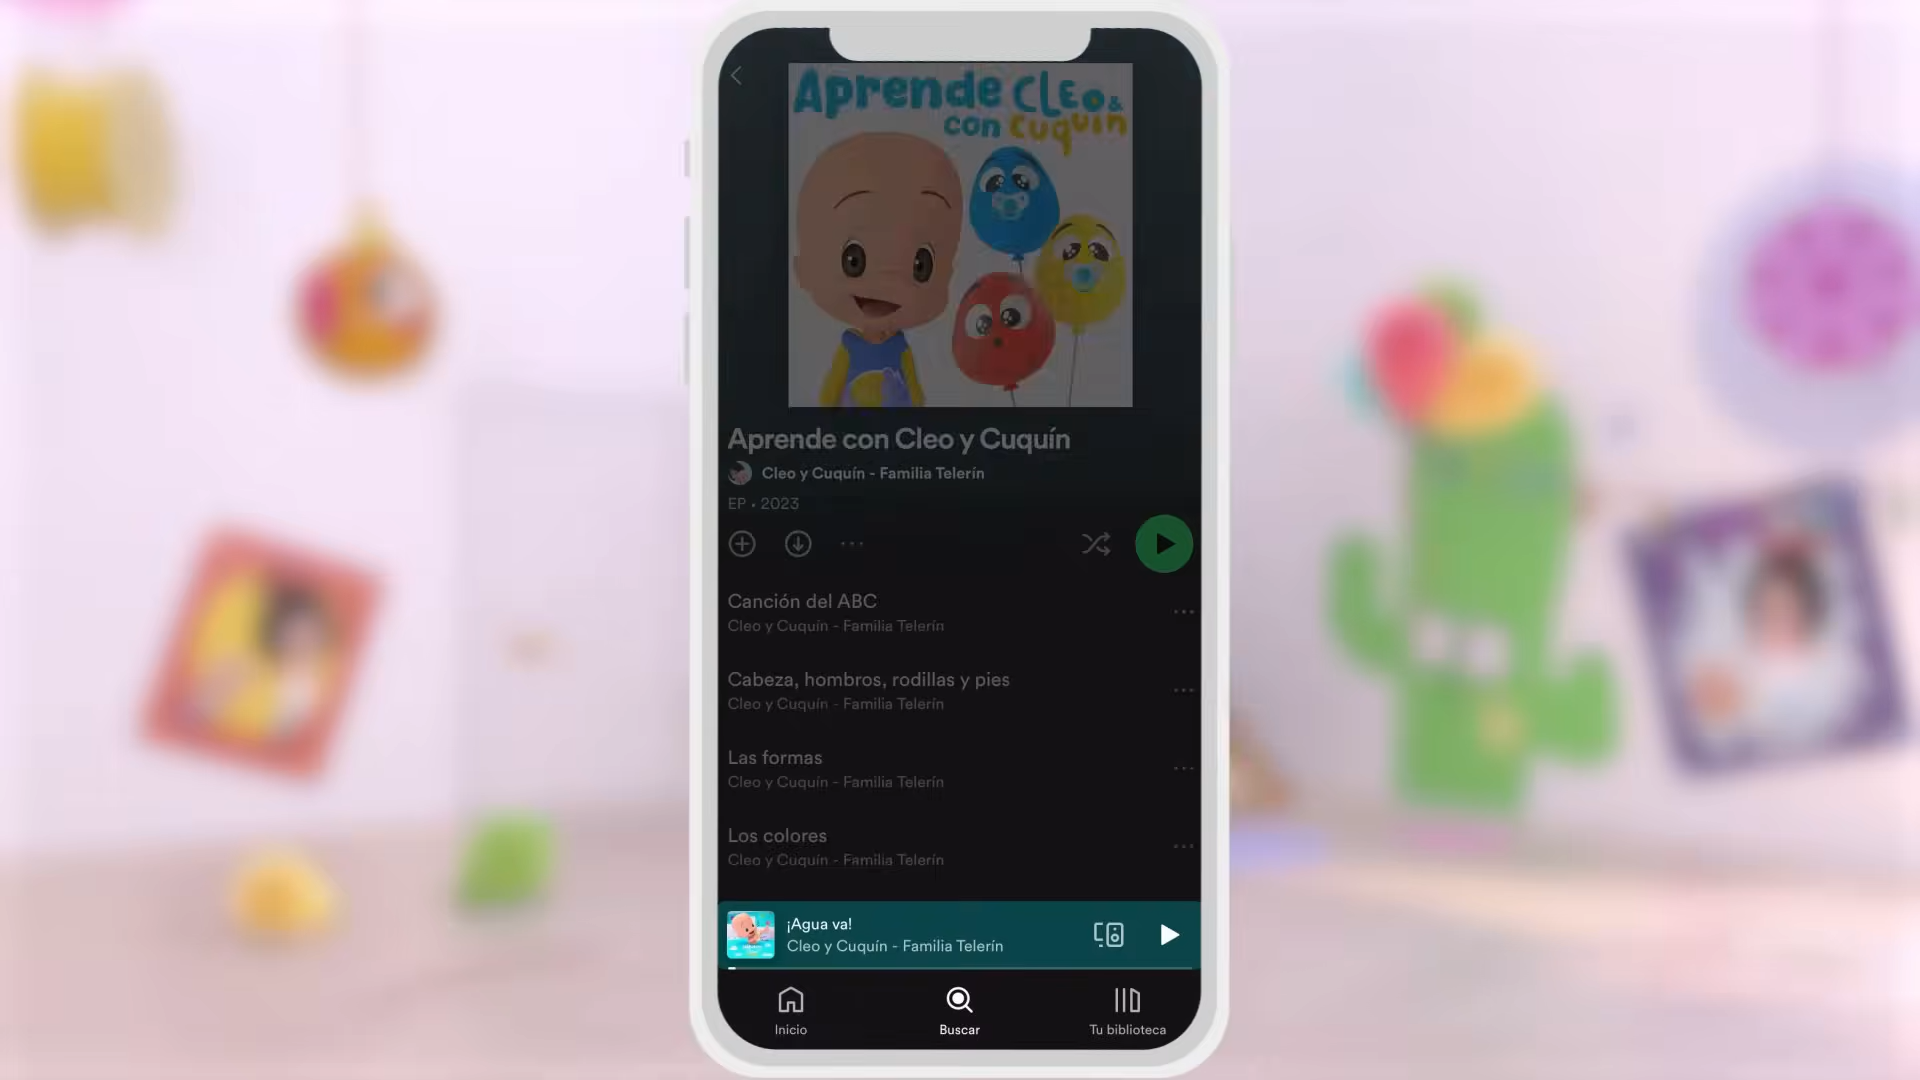 Aprende CLEO &
con cuquín
Aprende con Cleo y Cuquín
Cleo y Cuquín - Familia Telerín
EP • 2023
Canción del ABC
Cleo y Cuquín - Familia Telerín
Cabeza, hombros, rodillas y pies
Cleo y Cuquín - Familia Telerín
Las formas
Cleo y Cuquín - Familia Telerín
Los colores
Cleo y Cuquín - Familia Telerín
¡Agua va!
Cleo y Cuquín - Familia Telerín
Inicio
Buscar
Tu biblioteca